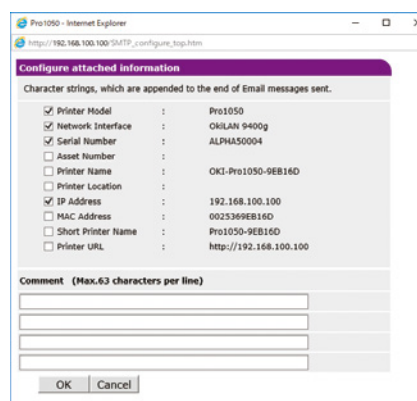 Pro1050 - Internet Explorer
http://192.168.100.100/SMTP_configure_top.htm
Configure attached information
Character strings, which are appended to the end of Email messages sent.
Printer Model : Pro1050
Network Interface : OkiLAN 9400g
Serial Number : ALPHA50004
Asset Number :
Printer Name : OKI-Pro1050-9EB16D
Printer Location :
IP Address : 192.168.100.100
MAC Address : 0025369EB16D
Short Printer Name : Pro1050-9EB16D
Printer URL : http://192.168.100.100
Comment (Max.63 characters per line)
OK Cancel